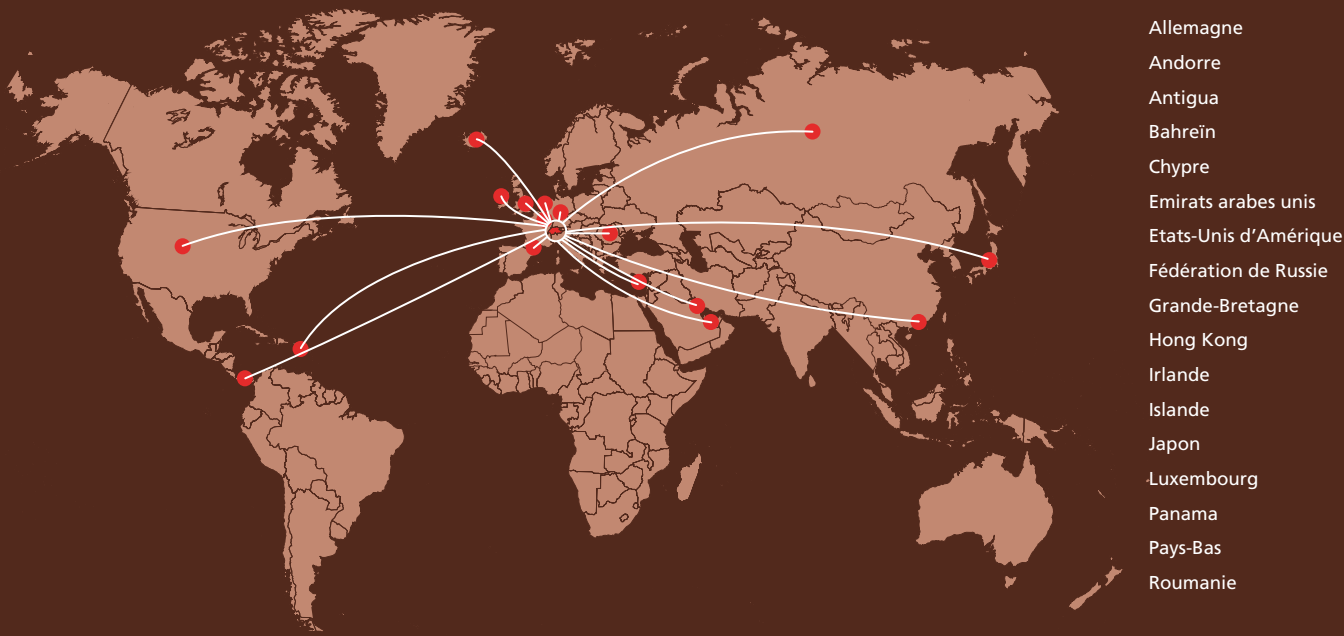 Allemagne
Andorre
Antigua
Bahreïn
Chypre
Emirats arabes unis
Etats-Unis d’Amérique
Fédération de Russie
Grande-Bretagne
Hong Kong
Irlande
Islande
Japon
Luxembourg
Panama
Pays-Bas
Roumanie